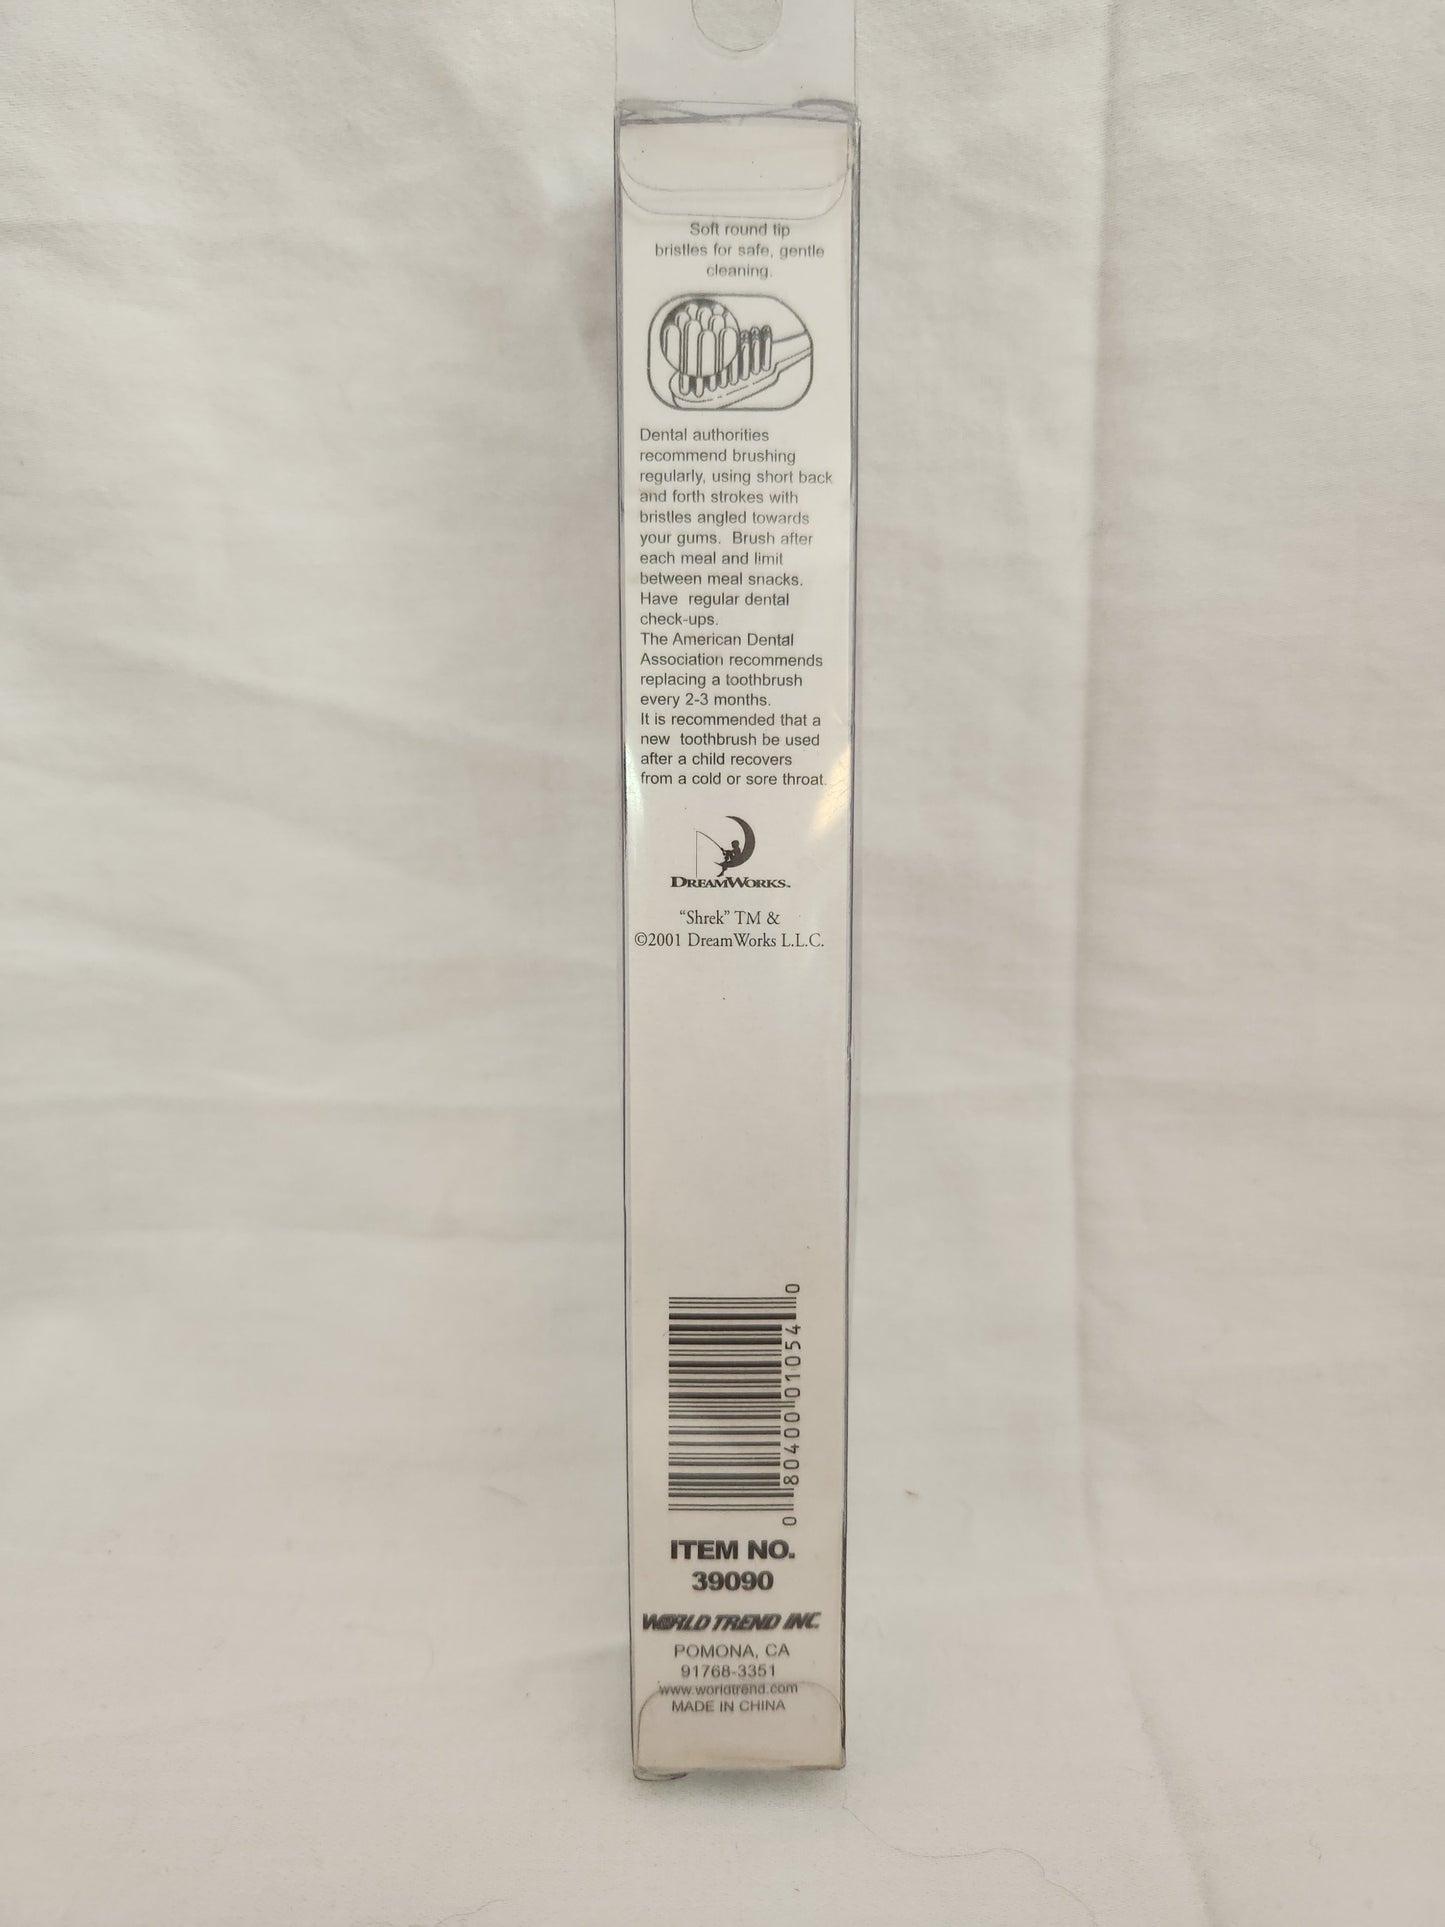 Soft round tip
bristles for safe, gentle
cleaning.
Dental authorities
recommend brushing
regularly, using short back
and forth strokes with
bristles angled towards
your gums.  Brush after
each meal and limit
between meal snacks.
Have  regular dental
check-ups.
The American Dental
Association recommends
replacing a toothbrush
every 2-3 months.
It is recommended that a
new  toothbrush be used
after a child recovers
from a cold or sore throat.
DREAMWORKS™
“Shrek” TM &
©2001 DreamWorks L.L.C.
0 80400 01054 0
ITEM NO.
39090
WORLD TREND INC.
POMONA, CA
91768-3351
www.worldtrend.com
MADE IN CHINA